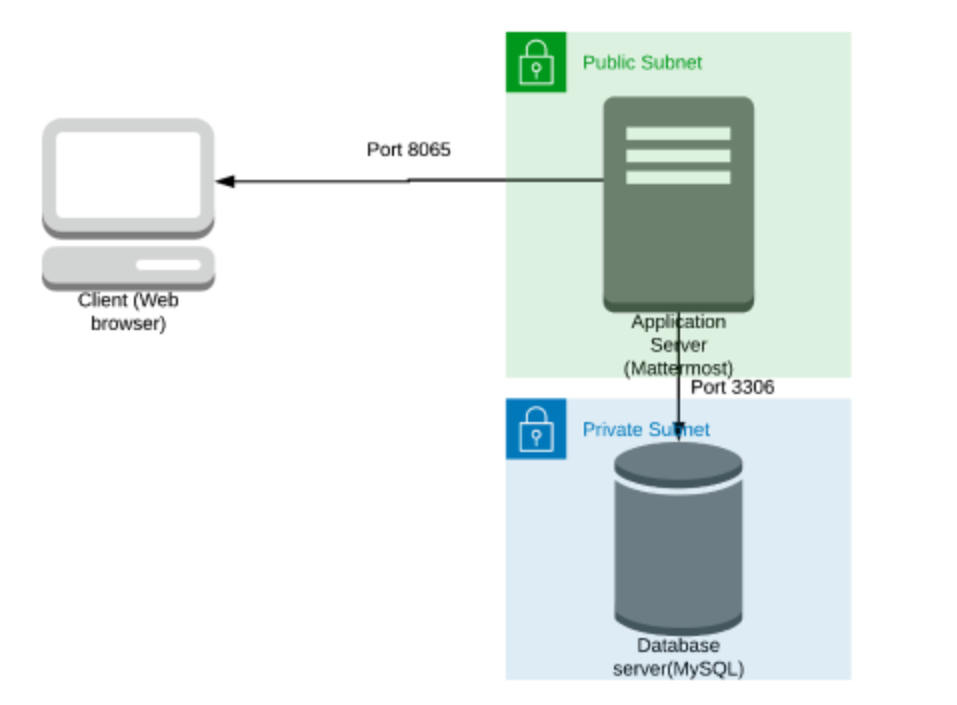 Public Subnet
Port 8065
Client (Web
browser)
Application
Server
(Mattermost)
Port 3306
Private Subnet
Database
server(MySQL)